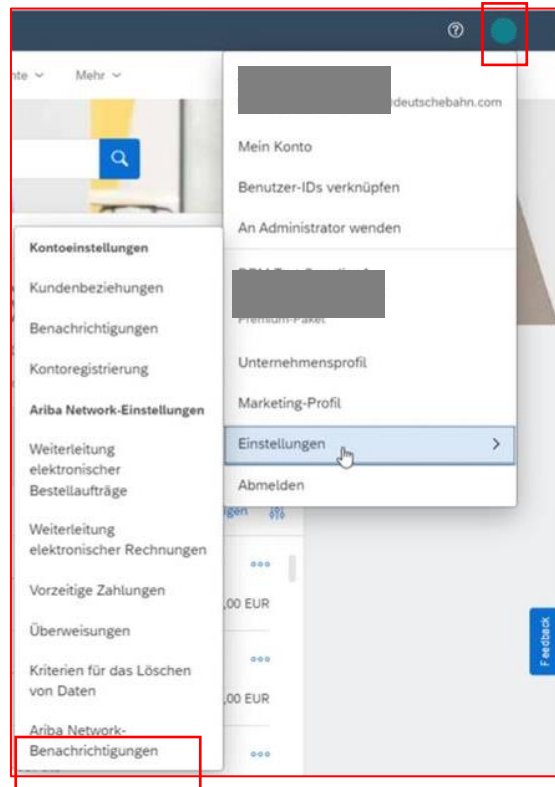 Mehr
deutschebahn.com
Mein Konto
Benutzer-IDs verknüpfen
An Administrator wenden
Premium-Paket
Unternehmensprofil
Marketing-Profil
Einstellungen
Abmelden
Kontoeinstellungen
Kundenbeziehungen
Benachrichtigungen
Kontoregistrierung
Ariba Network-Einstellungen
Weiterleitung
elektronischer
Bestellaufträge
Weiterleitung
elektronischer Rechnungen
Vorzeitige Zahlungen
Überweisungen
Kriterien für das Löschen
von Daten
Ariba Network-
Benachrichtigungen
,00 EUR
,00 EUR
Feedback